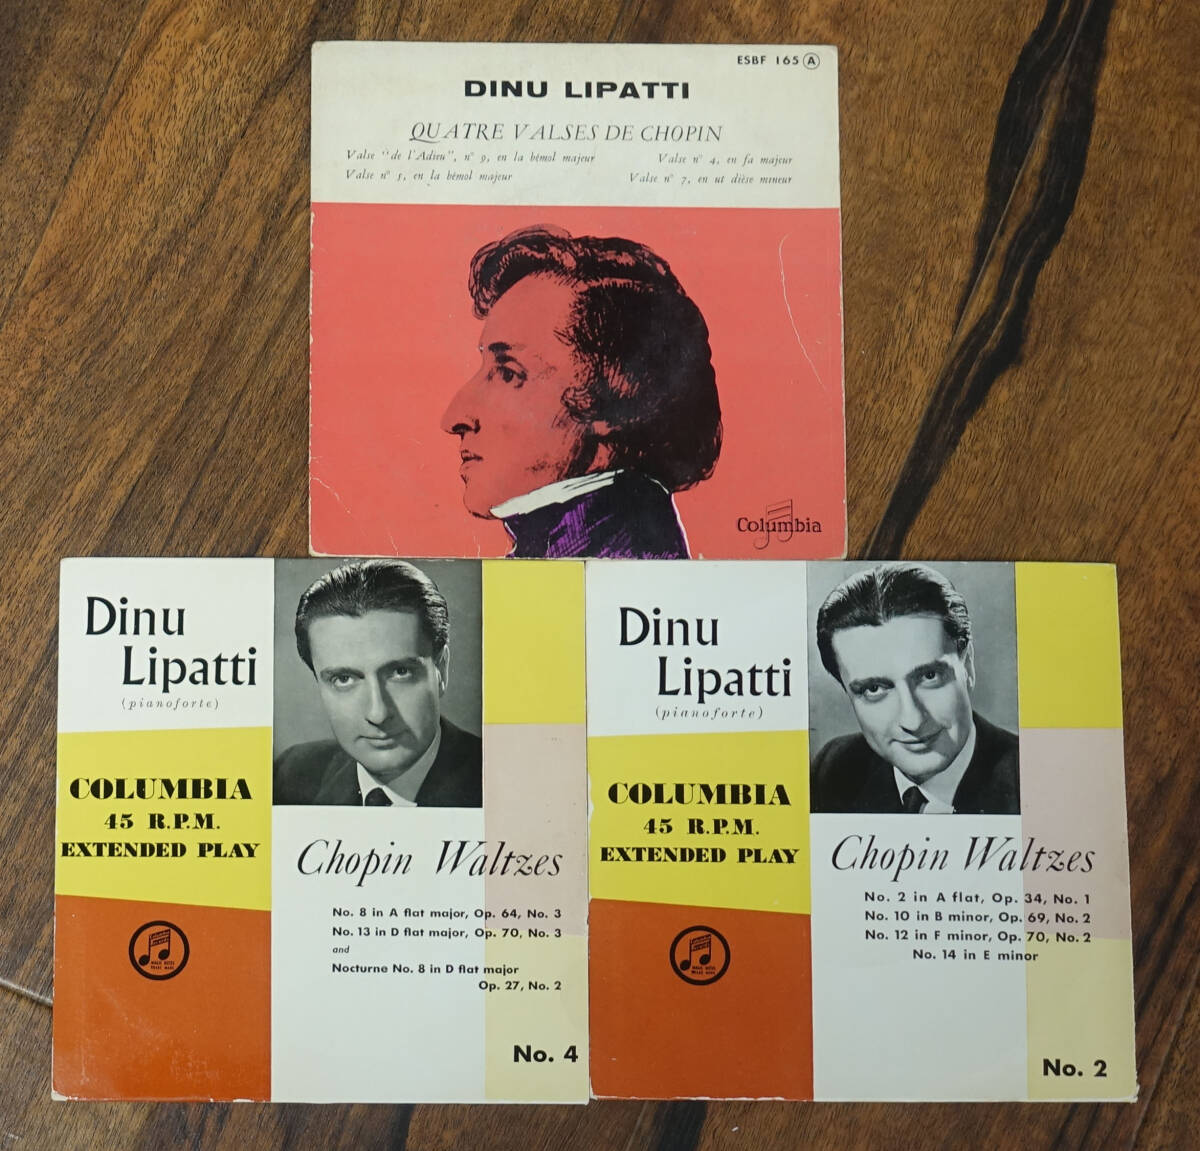 ESBF 165 A
DINU LIPATTI
QUATRE VALSES DE CHOPIN
Valse "de l'Adieu", n° 9, en la bémol majeur
Valse n° 4, en fa majeur
Valse n° 5, en la bémol majeur
Valse n° 7, en ut dièse mineur
Columbia
Dinu
Lipatti
(pianoforte)
COLUMBIA
45 R.P.M.
EXTENDED PLAY
Chopin Waltzes
No. 8 in A flat major, Op. 64, No. 3
No. 13 in D flat major, Op. 70, No. 3
and
Nocturne No. 8 in D flat major
Op. 27, No. 2
No. 4
Dinu
Lipatti
(pianoforte)
COLUMBIA
45 R.P.M.
EXTENDED PLAY
Chopin Waltzes
No. 2 in A flat, Op. 34, No. 1
No. 10 in B minor, Op. 69, No. 2
No. 12 in F minor, Op. 70, No. 2
No. 14 in E minor
No. 2